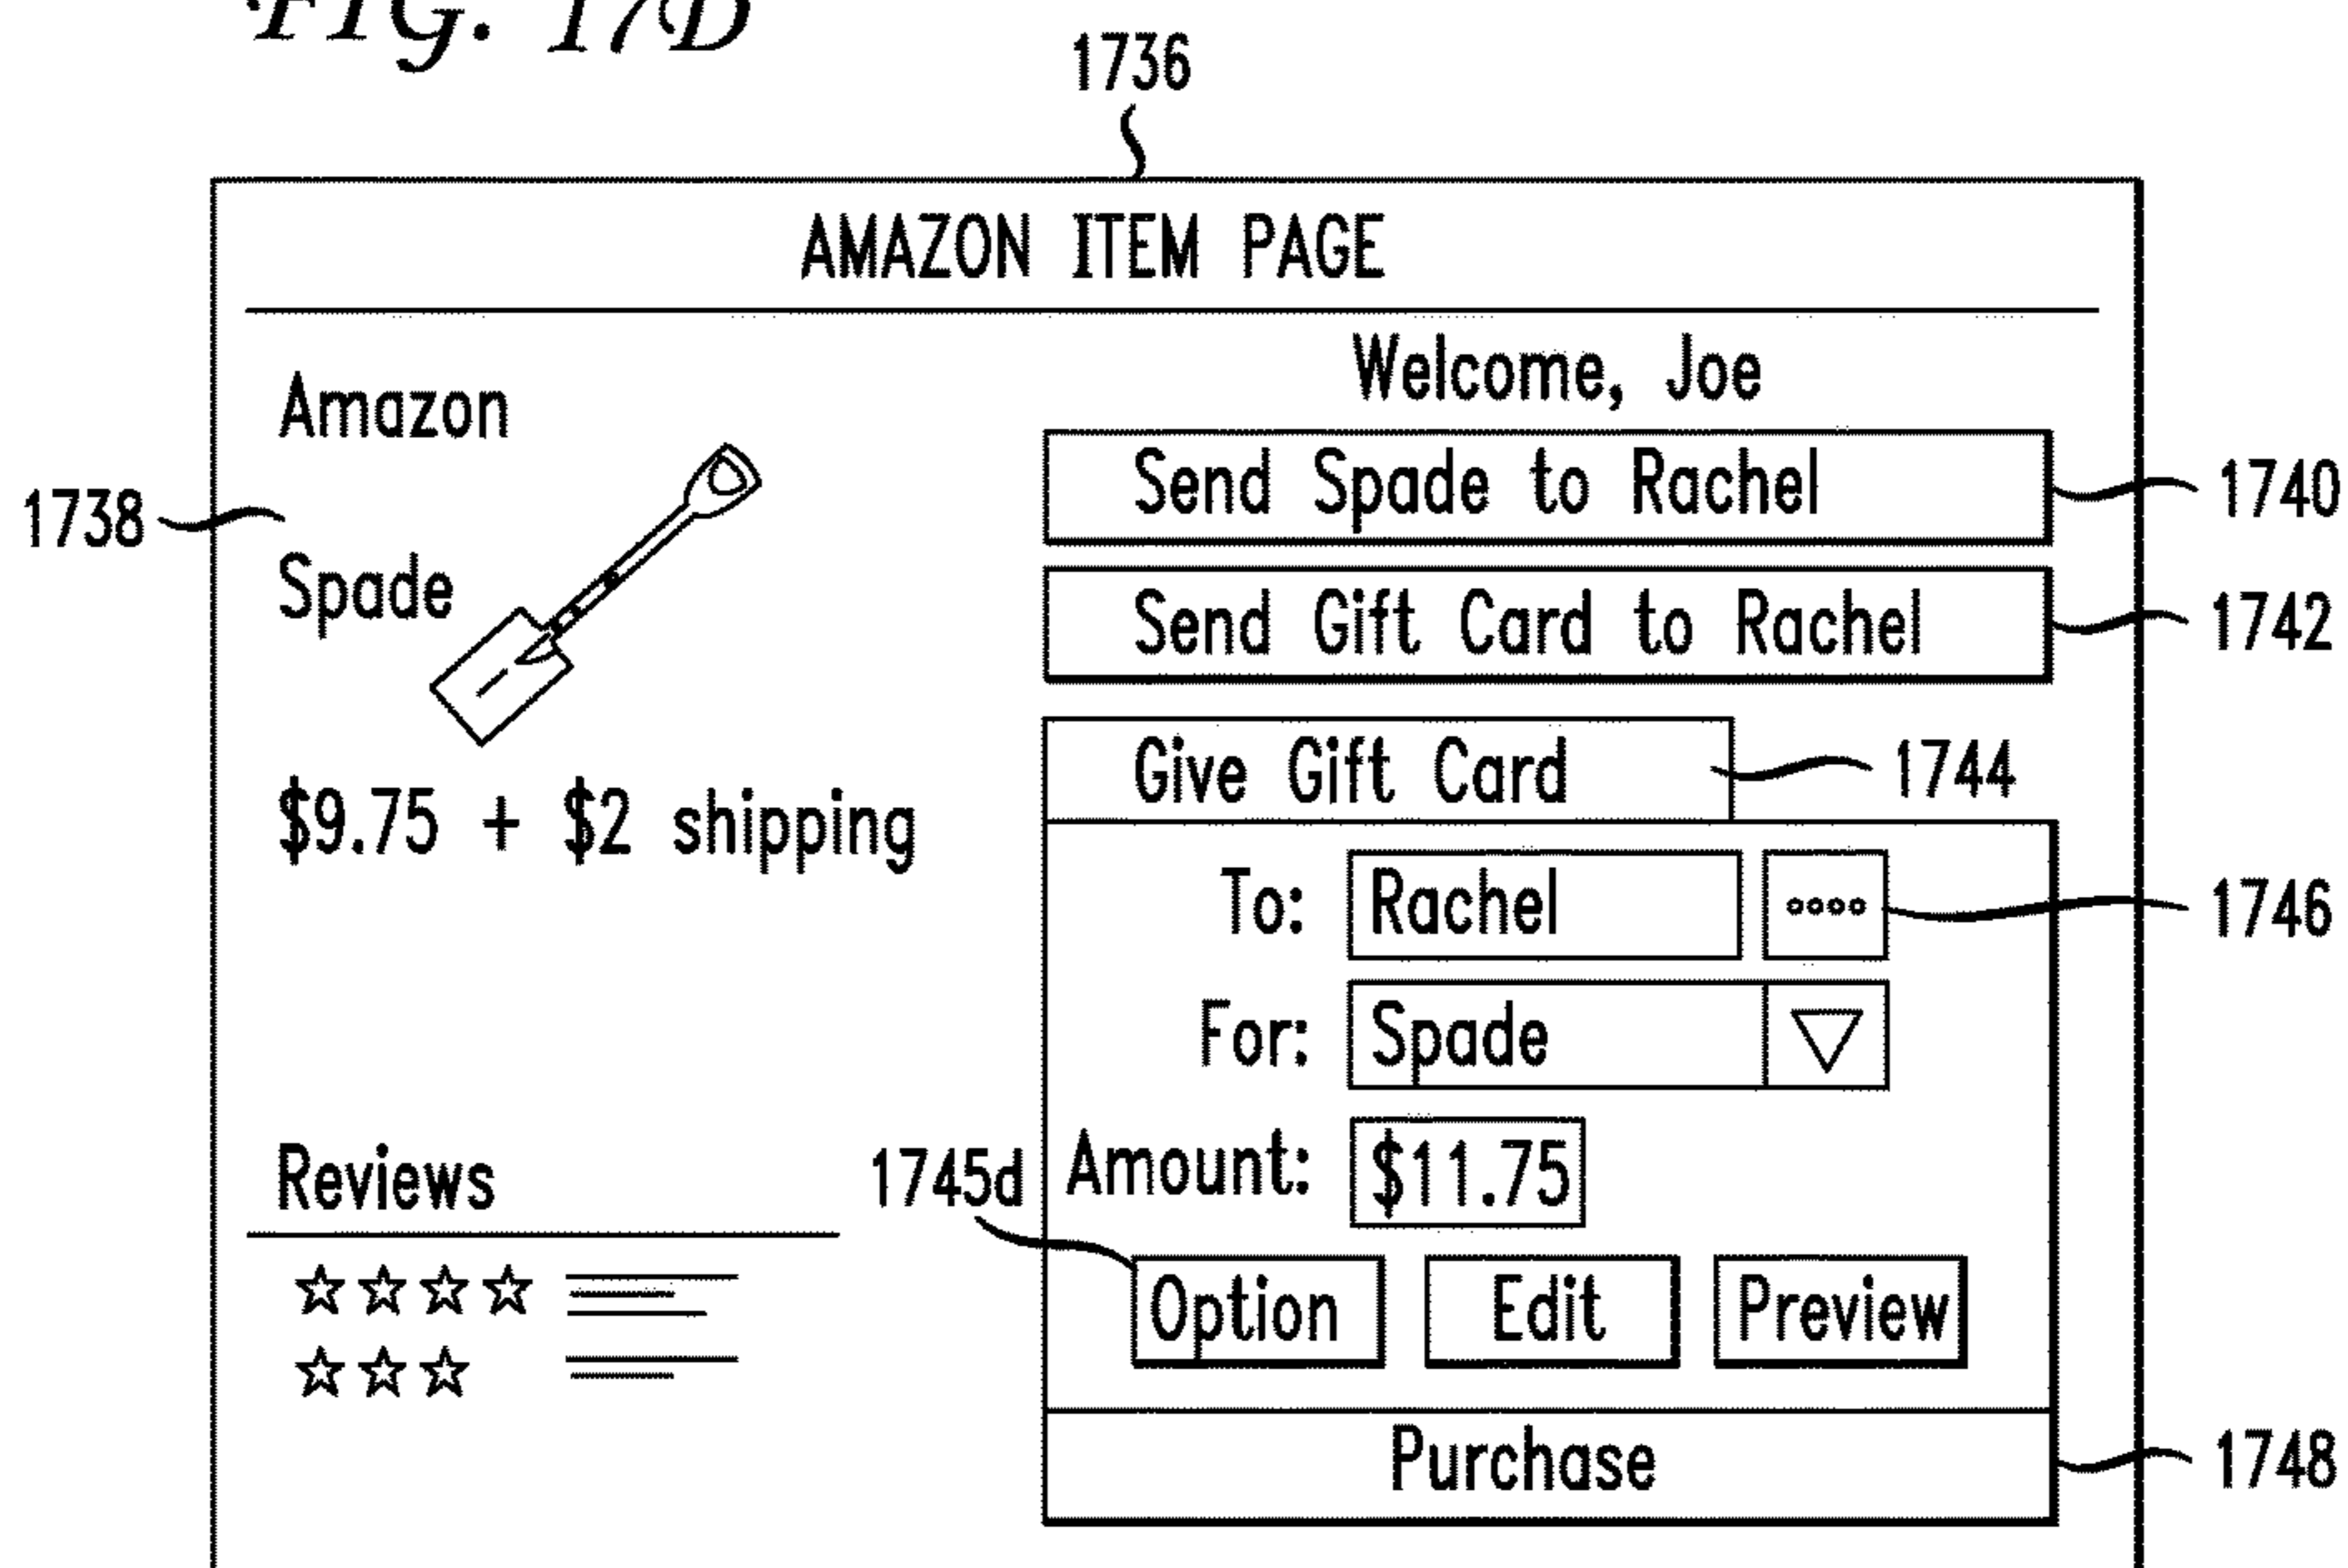 FIG. 17D
1736
AMAZON ITEM PAGE
Welcome, Joe
Amazon
Send Spade to Rachel
1740
1738
Spade
Send Gift Card to Rachel
1742
Give Gift Card
1744
$9.75 + $2 shipping
To: Rachel
1746
For: Spade
Reviews
1745d
Amount: $11.75
Option Edit Preview
Purchase
1748